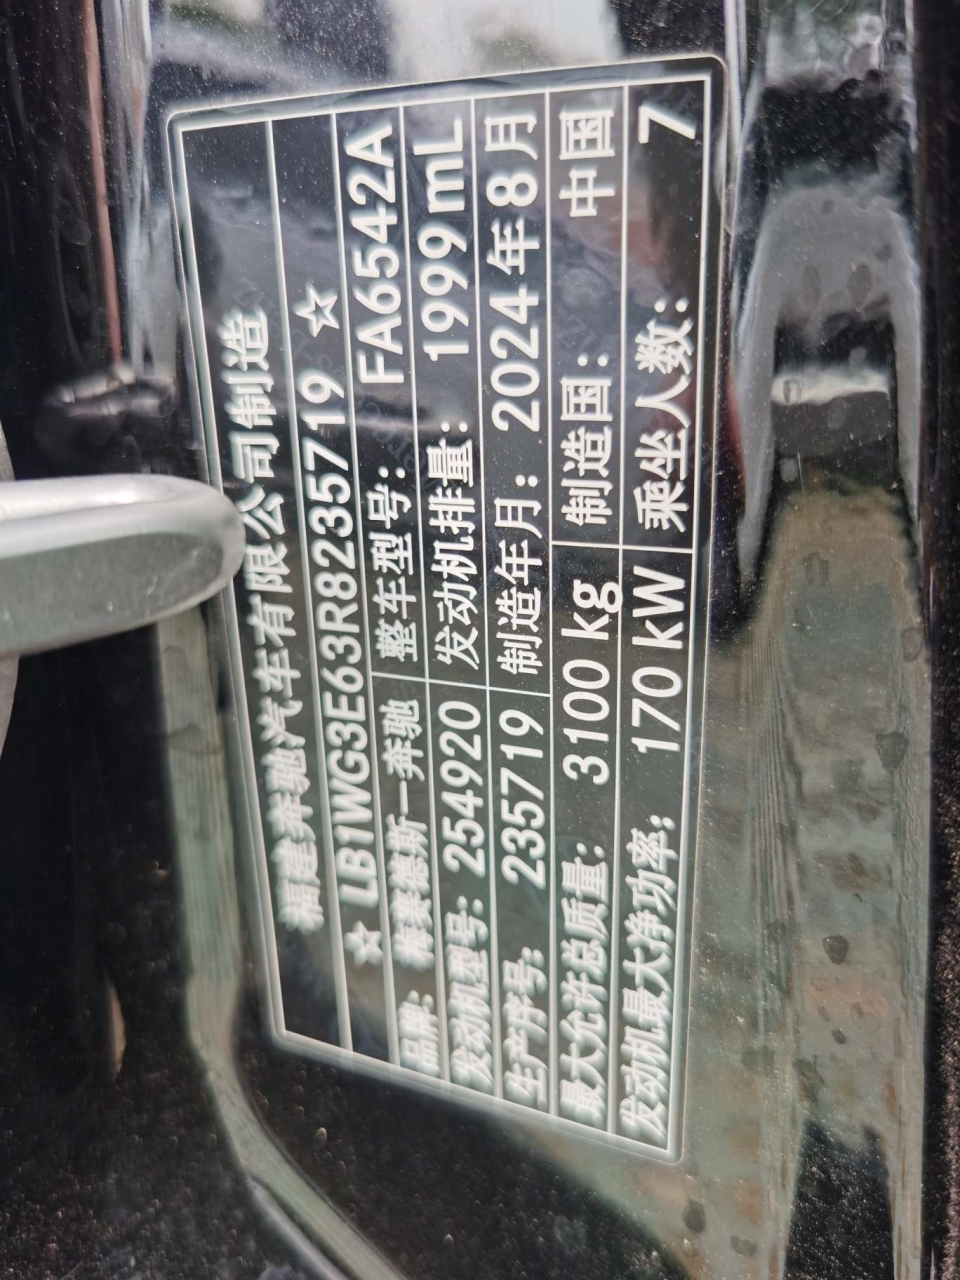 福建奔驰汽车有限公司制造
☆ LB1WG3E63R8235719 ☆
品牌: 梅赛德斯—奔驰 整车型号: FA6542A
发动机型号: 254920 发动机排量: 1999 mL
生产序号: 235719 制造年月: 2024年8月
最大允许总质量: 3100 kg 制造国: 中国
发动机最大净功率: 170 kW 乘坐人数: 7